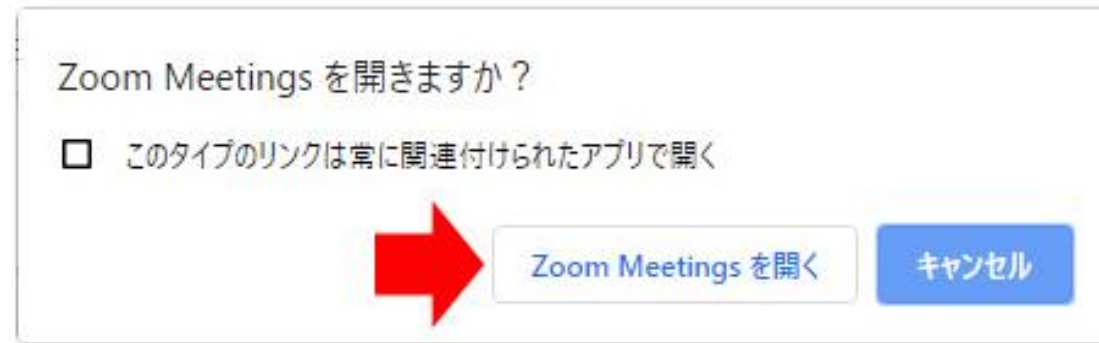 Zoom Meetings を開きますか？
このタイプのリンクは常に関連付けられたアプリで開く
Zoom Meetings を開く
キャンセル